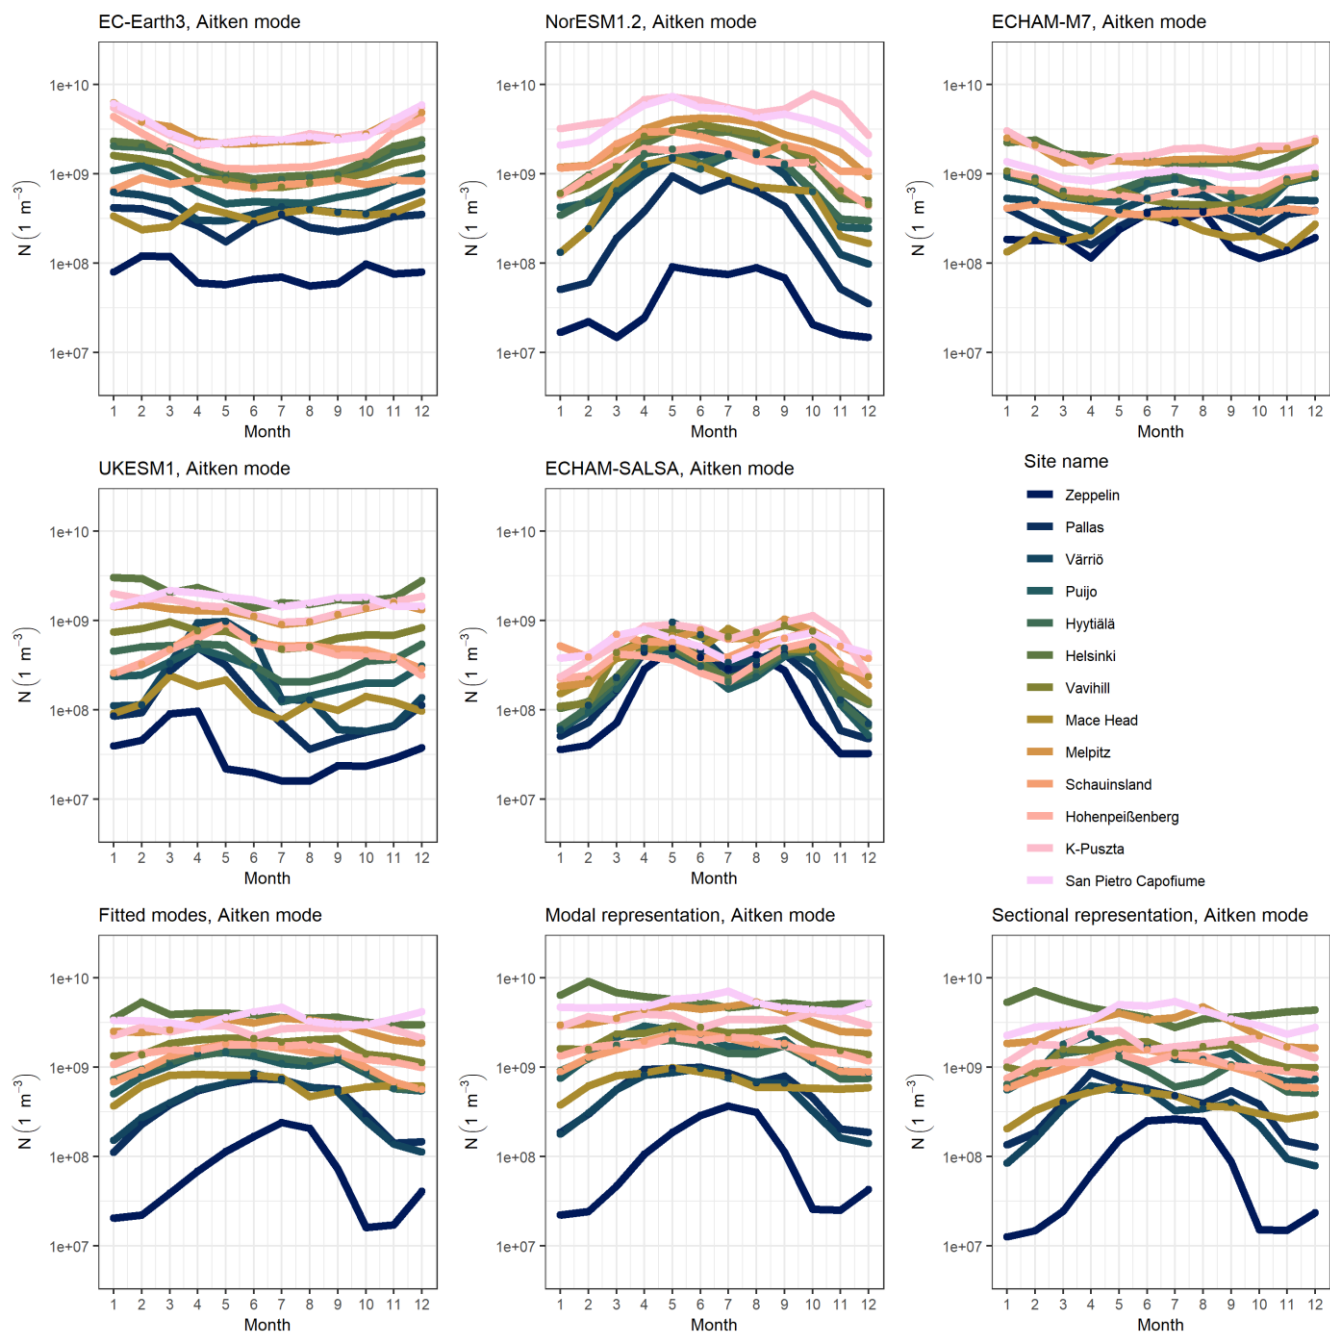 EC-Earth3, Aitken mode
1e+10
1e+09
1e+08
1e+07
N (1 m⁻³)
1 2 3 4 5 6 7 8 9 10 11 12
Month
NorESM1.2, Aitken mode
1e+10
1e+09
1e+08
1e+07
N (1 m⁻³)
1 2 3 4 5 6 7 8 9 10 11 12
Month
ECHAM-M7, Aitken mode
1e+10
1e+09
1e+08
1e+07
N (1 m⁻³)
1 2 3 4 5 6 7 8 9 10 11 12
Month
UKESM1, Aitken mode
1e+10
1e+09
1e+08
1e+07
N (1 m⁻³)
1 2 3 4 5 6 7 8 9 10 11 12
Month
ECHAM-SALSA, Aitken mode
1e+10
1e+09
1e+08
1e+07
N (1 m⁻³)
1 2 3 4 5 6 7 8 9 10 11 12
Month
Site name
Zeppelin
Pallas
Värriö
Puijo
Hyytiälä
Helsinki
Vavihill
Mace Head
Melpitz
Schauinsland
Hohenpeißenberg
K-Puszta
San Pietro Capofiume
Fitted modes, Aitken mode
1e+10
1e+09
1e+08
1e+07
N (1 m⁻³)
1 2 3 4 5 6 7 8 9 10 11 12
Month
Modal representation, Aitken mode
1e+10
1e+09
1e+08
1e+07
N (1 m⁻³)
1 2 3 4 5 6 7 8 9 10 11 12
Month
Sectional representation, Aitken mode
1e+10
1e+09
1e+08
1e+07
N (1 m⁻³)
1 2 3 4 5 6 7 8 9 10 11 12
Month